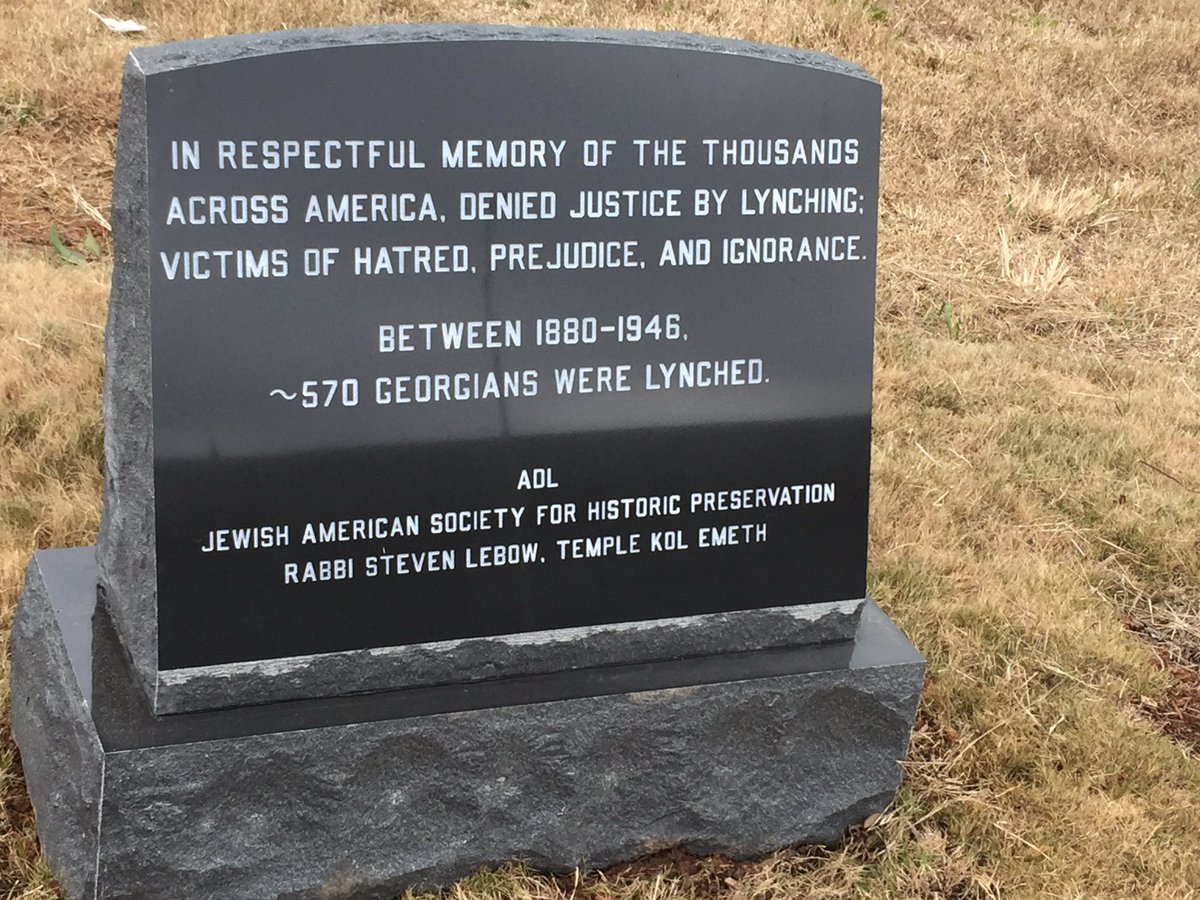 IN RESPECTFUL MEMORY OF THE THOUSANDS
ACROSS AMERICA, DENIED JUSTICE BY LYNCHING;
VICTIMS OF HATRED, PREJUDICE, AND IGNORANCE.
BETWEEN 1880-1946,
~570 GEORGIANS WERE LYNCHED.
ADL
JEWISH AMERICAN SOCIETY FOR HISTORIC PRESERVATION
RABBI STEVEN LEBOW, TEMPLE KOL EMETH